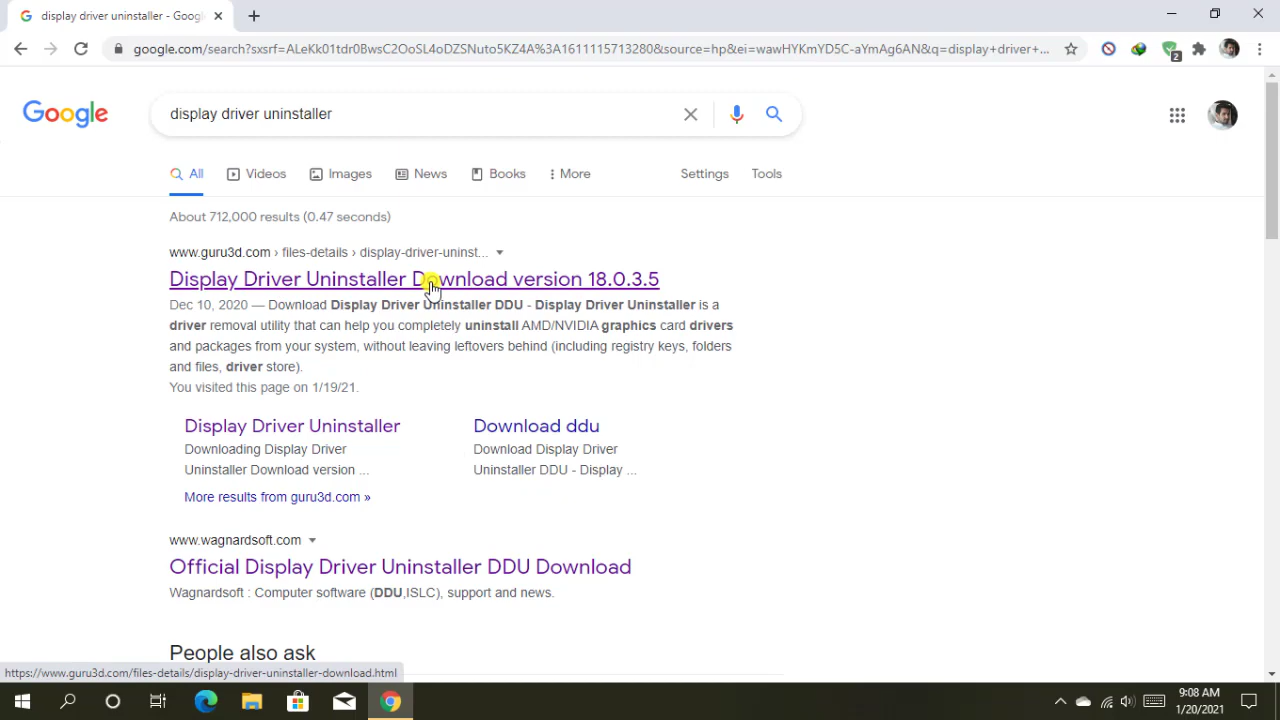 display driver uninstaller - Goog
google.com/search?sxsrf=ALeKk01tdr0BwsC2OoSL4oDZSNuto5KZ4A%3A1611115713280&source=hp&ei=wawHYKmYD5C-aYmAg6AN&q=display+driver+...
2
Google
display driver uninstaller
All
Videos
Images
News
Books
More
Settings
Tools
About 712,000 results (0.47 seconds)
www.guru3d.com › files-details › display-driver-uninst...
Display Driver Uninstaller Download version 18.0.3.5
Dec 10, 2020 — Download Display Driver Uninstaller DDU - Display Driver Uninstaller is a
driver removal utility that can help you completely uninstall AMD/NVIDIA graphics card drivers
and packages from your system, without leaving leftovers behind (including registry keys, folders
and files, driver store).
You visited this page on 1/19/21.
Display Driver Uninstaller
Downloading Display Driver
Uninstaller Download version ...
Download ddu
Download Display Driver
Uninstaller DDU - Display ...
More results from guru3d.com »
www.wagnardsoft.com
Official Display Driver Uninstaller DDU Download
Wagnardsoft : Computer software (DDU,ISLC), support and news.
People also ask
https://www.guru3d.com/files-details/display-driver-uninstaller-download.html
9:08 AM
1/20/2021